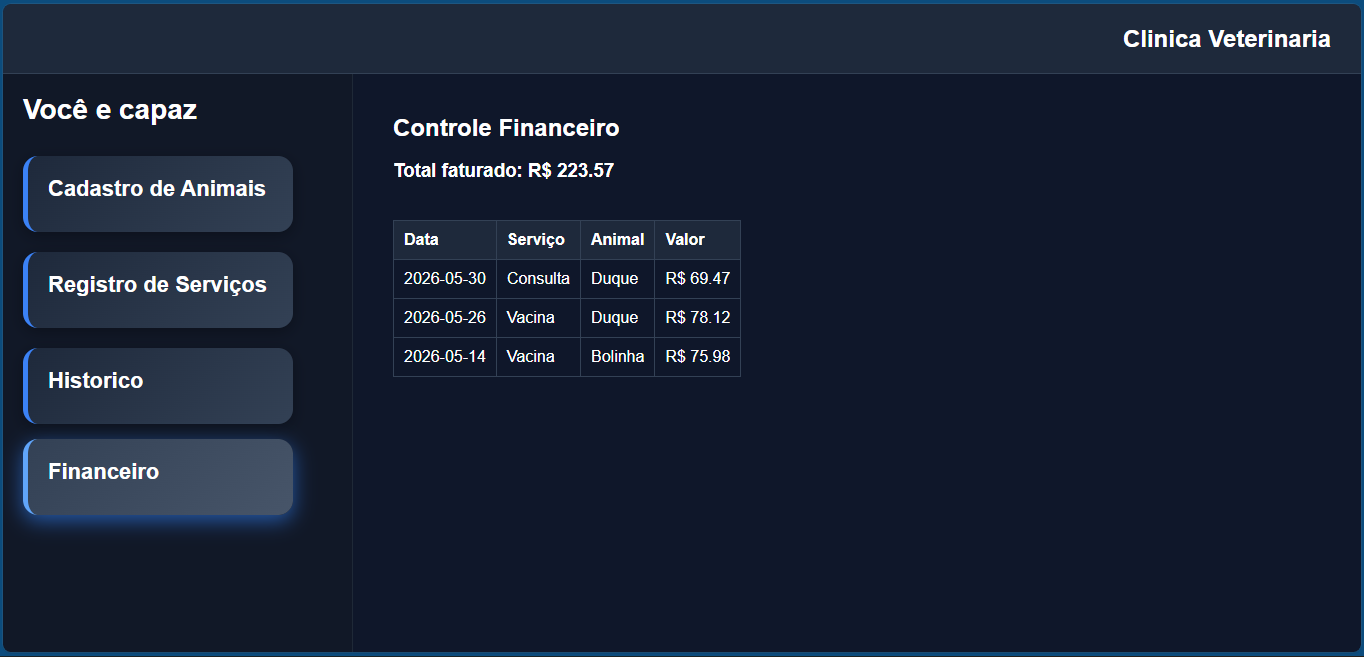 Clinica Veterinaria
Você e capaz
Cadastro de Animais
Registro de Serviços
Historico
Financeiro
Controle Financeiro
Total faturado: R$ 223.57
Data Serviço Animal Valor
2026-05-30 Consulta Duque R$ 69.47
2026-05-26 Vacina Duque R$ 78.12
2026-05-14 Vacina Bolinha R$ 75.98